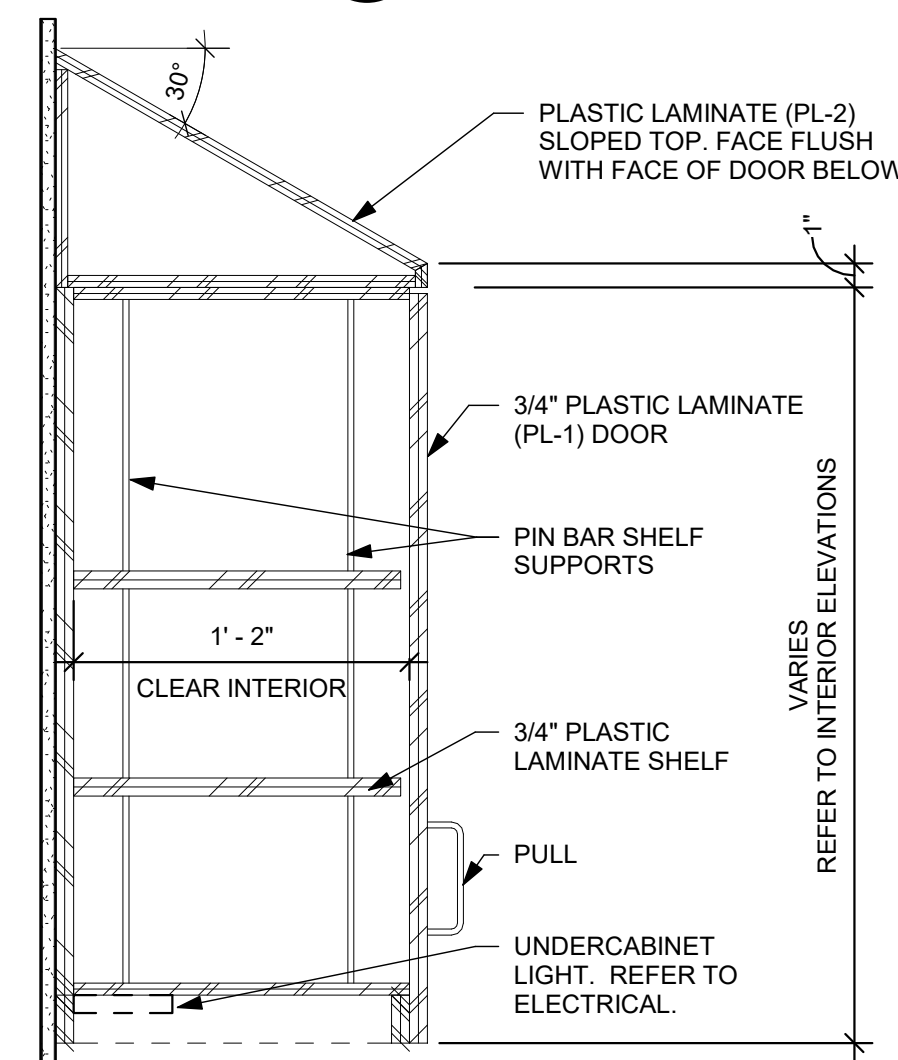 30°
PLASTIC LAMINATE (PL-2)
SLOPED TOP. FACE FLUSH
WITH FACE OF DOOR BELOW
1"
3/4" PLASTIC LAMINATE
(PL-1) DOOR
PIN BAR SHELF
SUPPORTS
1' - 2"
CLEAR INTERIOR
VARIES
REFER TO INTERIOR ELEVATIONS
3/4" PLASTIC
LAMINATE SHELF
PULL
UNDERCABINET
LIGHT. REFER TO
ELECTRICAL.